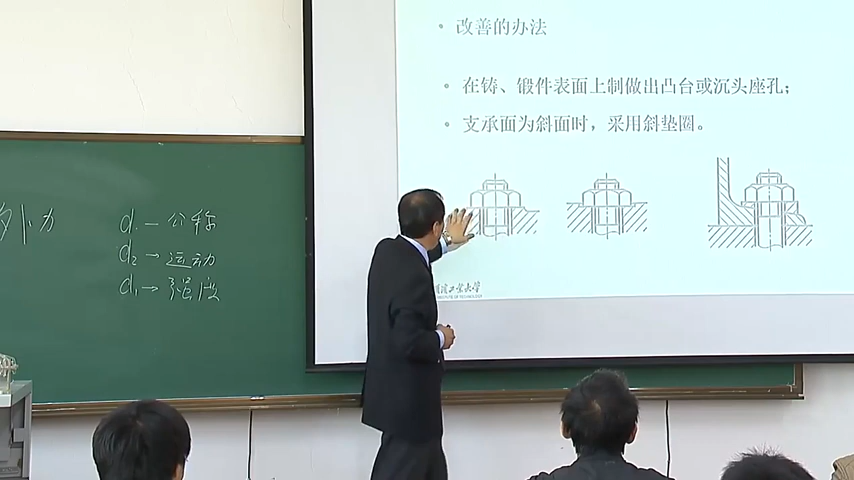 • 改善的办法
• 在铸、锻件表面上制做出凸台或沉头座孔；
• 支承面为斜面时，采用斜垫圈。
d — 公称
d₂ → 运动
d₁ → 强度